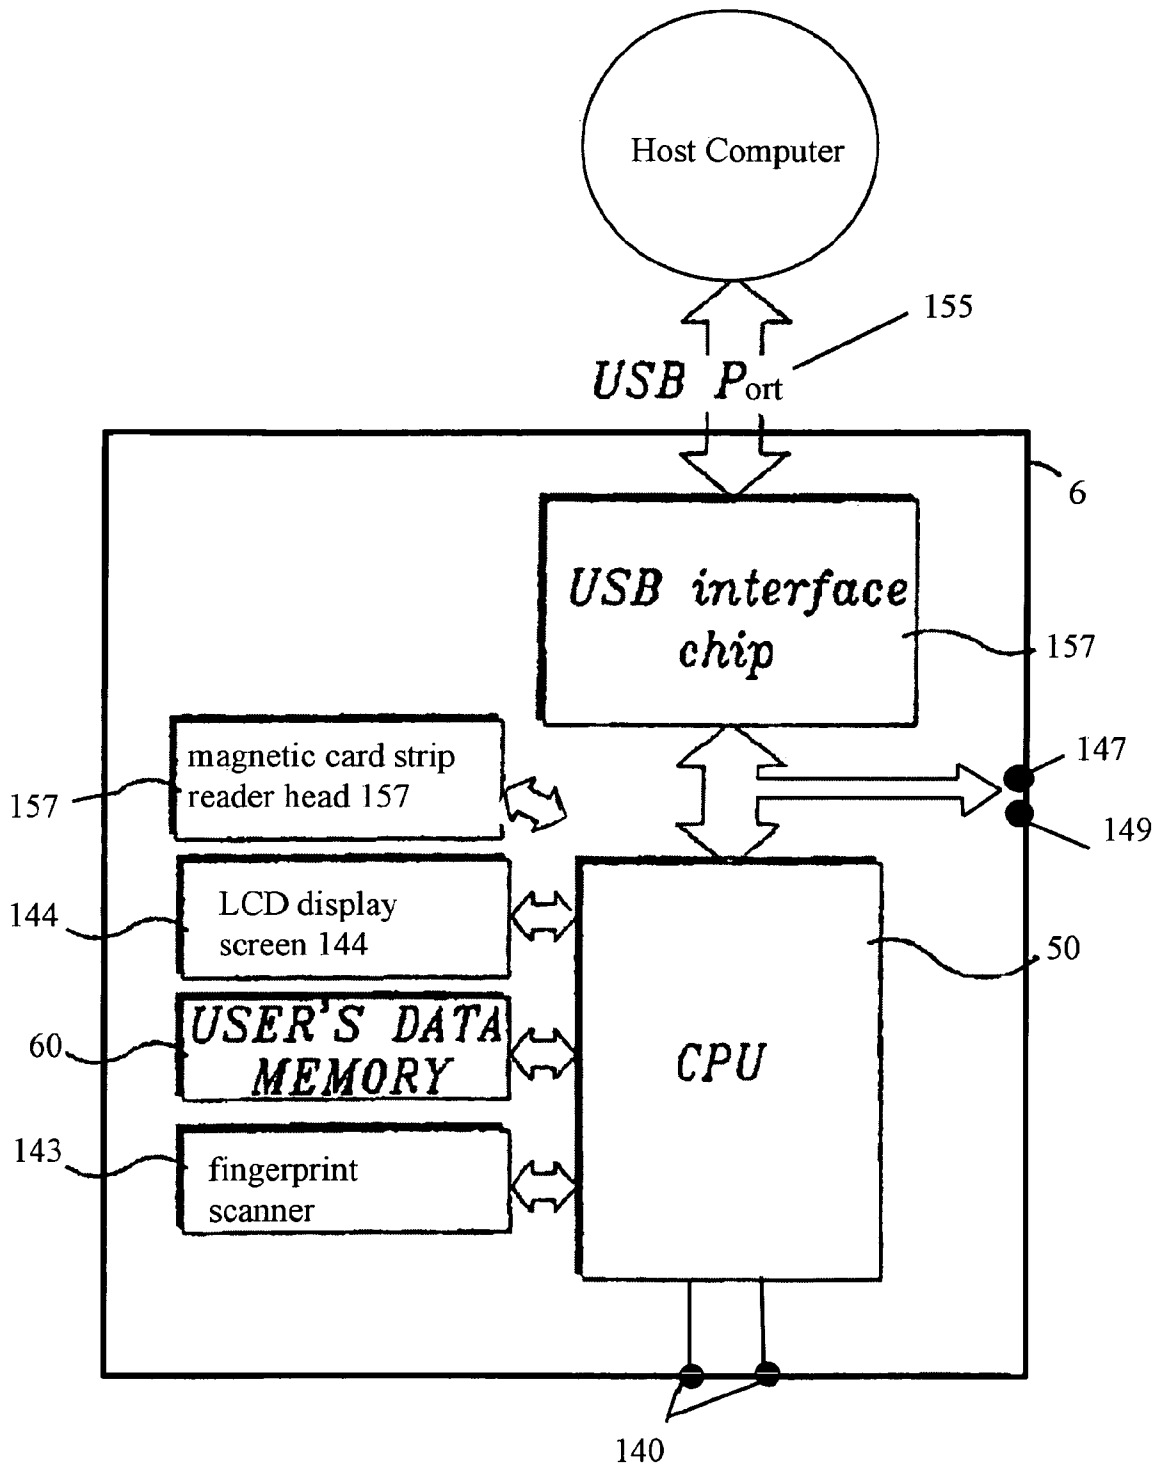 Host Computer
155
USB Port
6
USB interface
chip
157
magnetic card strip
reader head 157
157
147
149
LCD display
screen 144
144
50
USER'S DATA
MEMORY
60
CPU
143
fingerprint
scanner
140